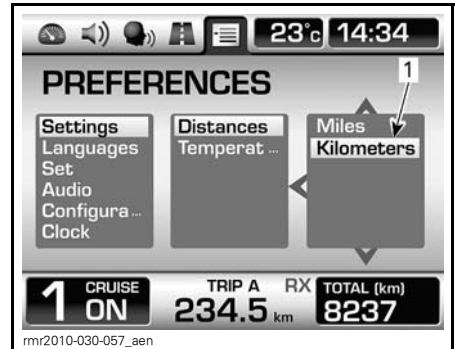 23°c 14:34
1
PREFERENCES
Settings
Languages
Set
Audio
Configura ...
Clock
Distances
Temperat ...
Miles
Kilometers
1 CRUISE ON
TRIP A RX
234.5 km
TOTAL (km)
8237
rmr2010-030-057_aen